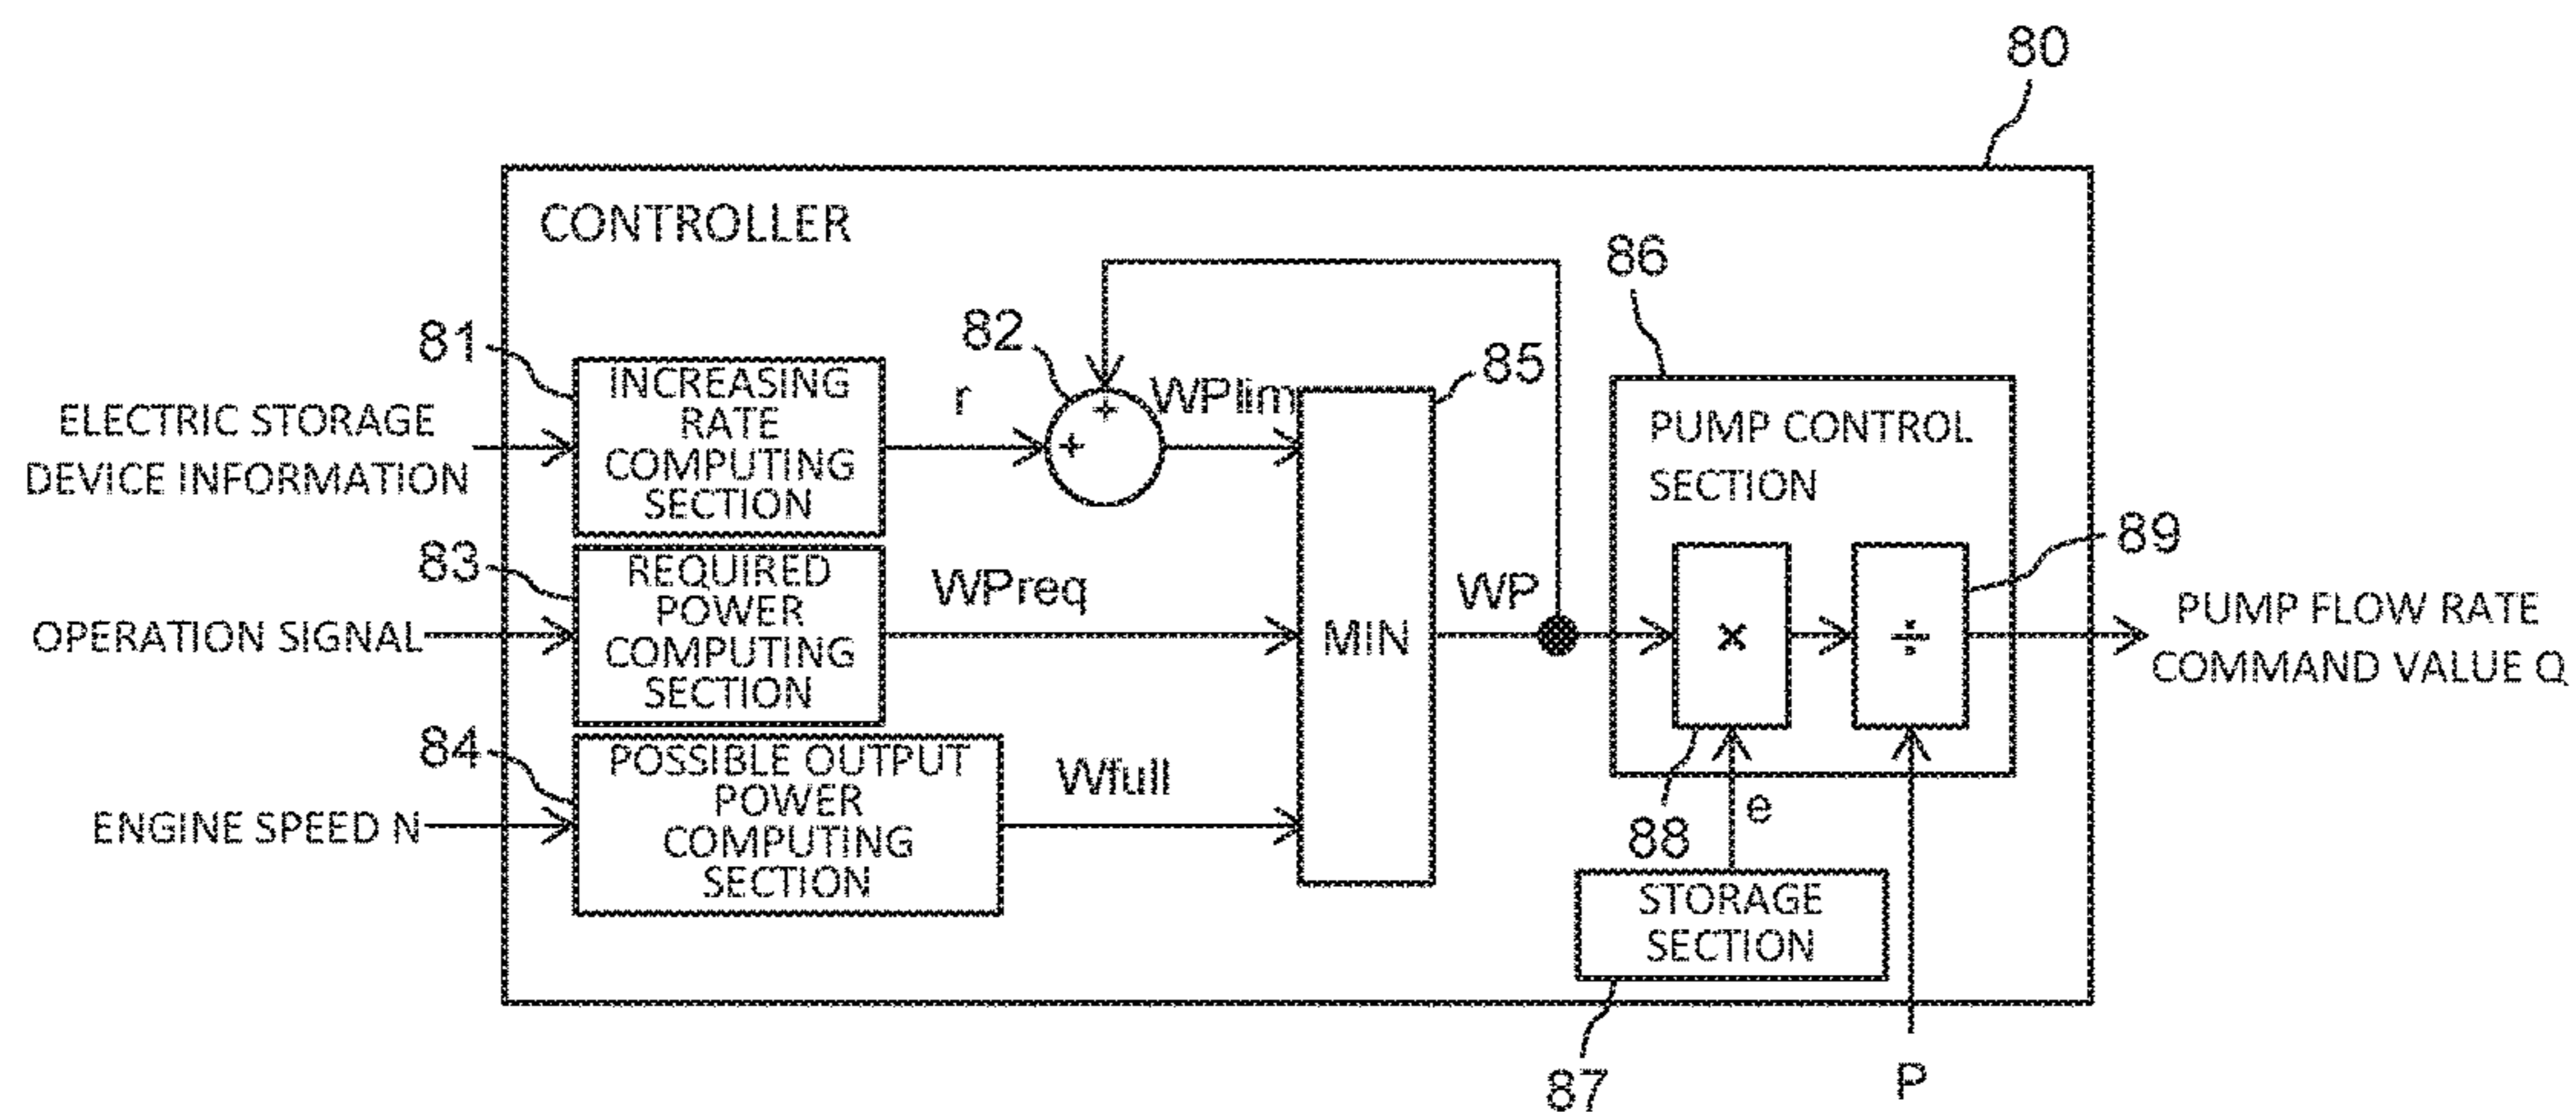 80
CONTROLLER
86
81
82
85
INCREASING
RATE
COMPUTING
SECTION
r
+
+
WPlim
ELECTRIC STORAGE
DEVICE INFORMATION
PUMP CONTROL
SECTION
83
REQUIRED
POWER
COMPUTING
SECTION
WPreq
OPERATION SIGNAL
MIN
WP
×
÷
89
PUMP FLOW RATE
COMMAND VALUE Q
84
POSSIBLE OUTPUT
POWER
COMPUTING
SECTION
Wfull
ENGINE SPEED N
88
e
STORAGE
SECTION
87
P